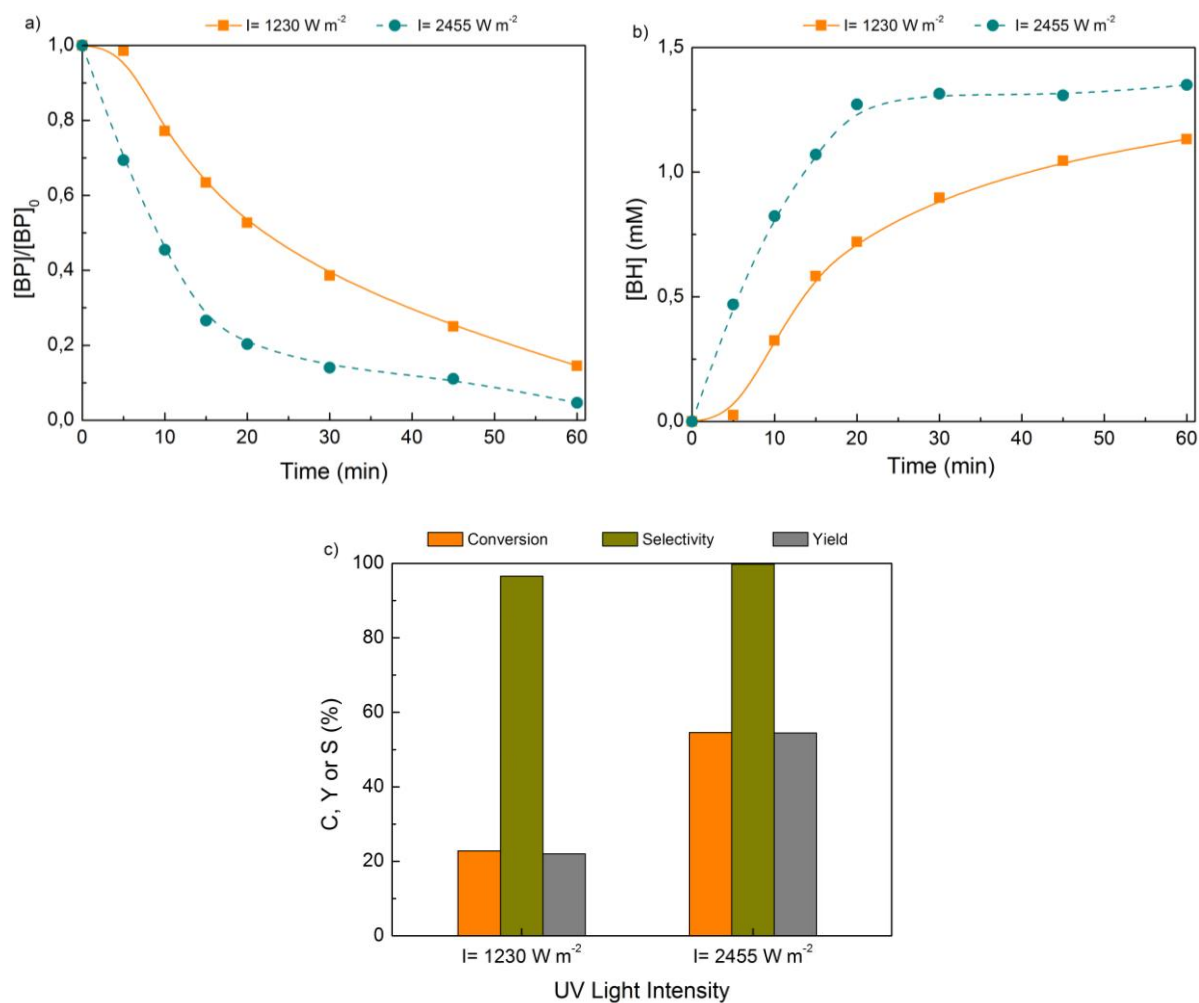 a)
I= 1230 W m-2
I= 2455 W m-2
1,0
0,8
0,6
0,4
0,2
0,0
[BP]/[BP]0
0 10 20 30 40 50 60
Time (min)
b)
I= 1230 W m-2
I= 2455 W m-2
1,5
1,0
0,5
0,0
[BH] (mM)
0 10 20 30 40 50 60
Time (min)
c)
Conversion
Selectivity
Yield
100
80
60
40
20
0
C, Y or S (%)
I= 1230 W m-2
I= 2455 W m-2
UV Light Intensity